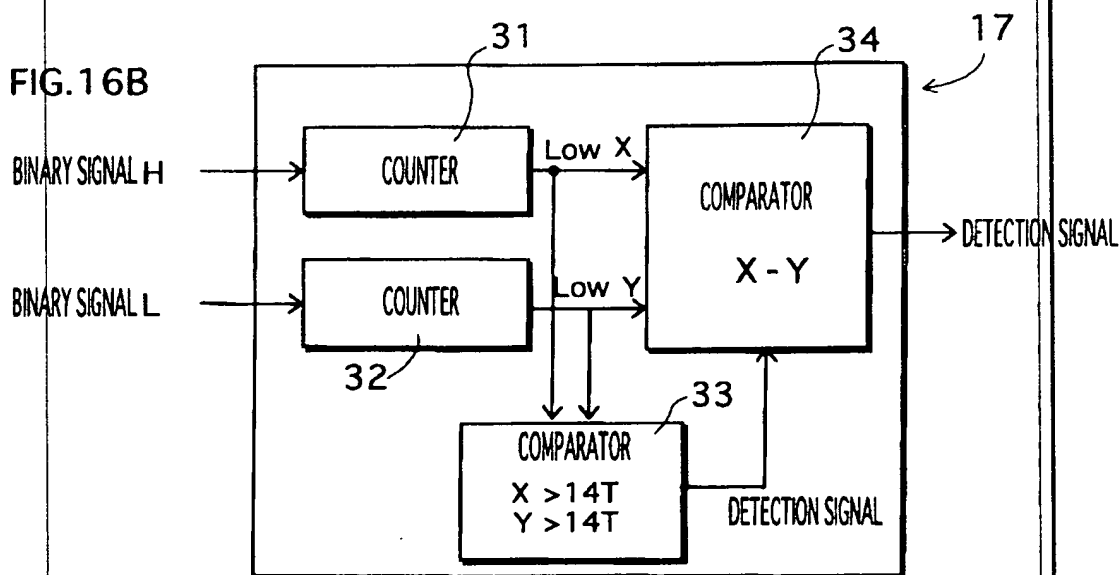 FIG.16B
31
34
17
BINARY SIGNAL H
COUNTER
Low X
COMPARATOR
X - Y
DETECTION SIGNAL
BINARY SIGNAL L
COUNTER
Low Y
32
33
COMPARATOR
X >14T
Y >14T
DETECTION SIGNAL